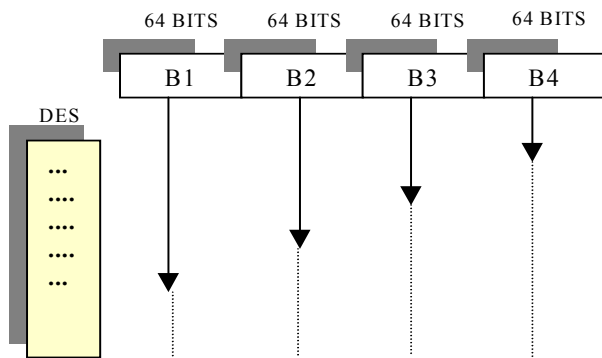 64 BITS 64 BITS 64 BITS 64 BITS
B1 B2 B3 B4
DES
...
....
....
....
...